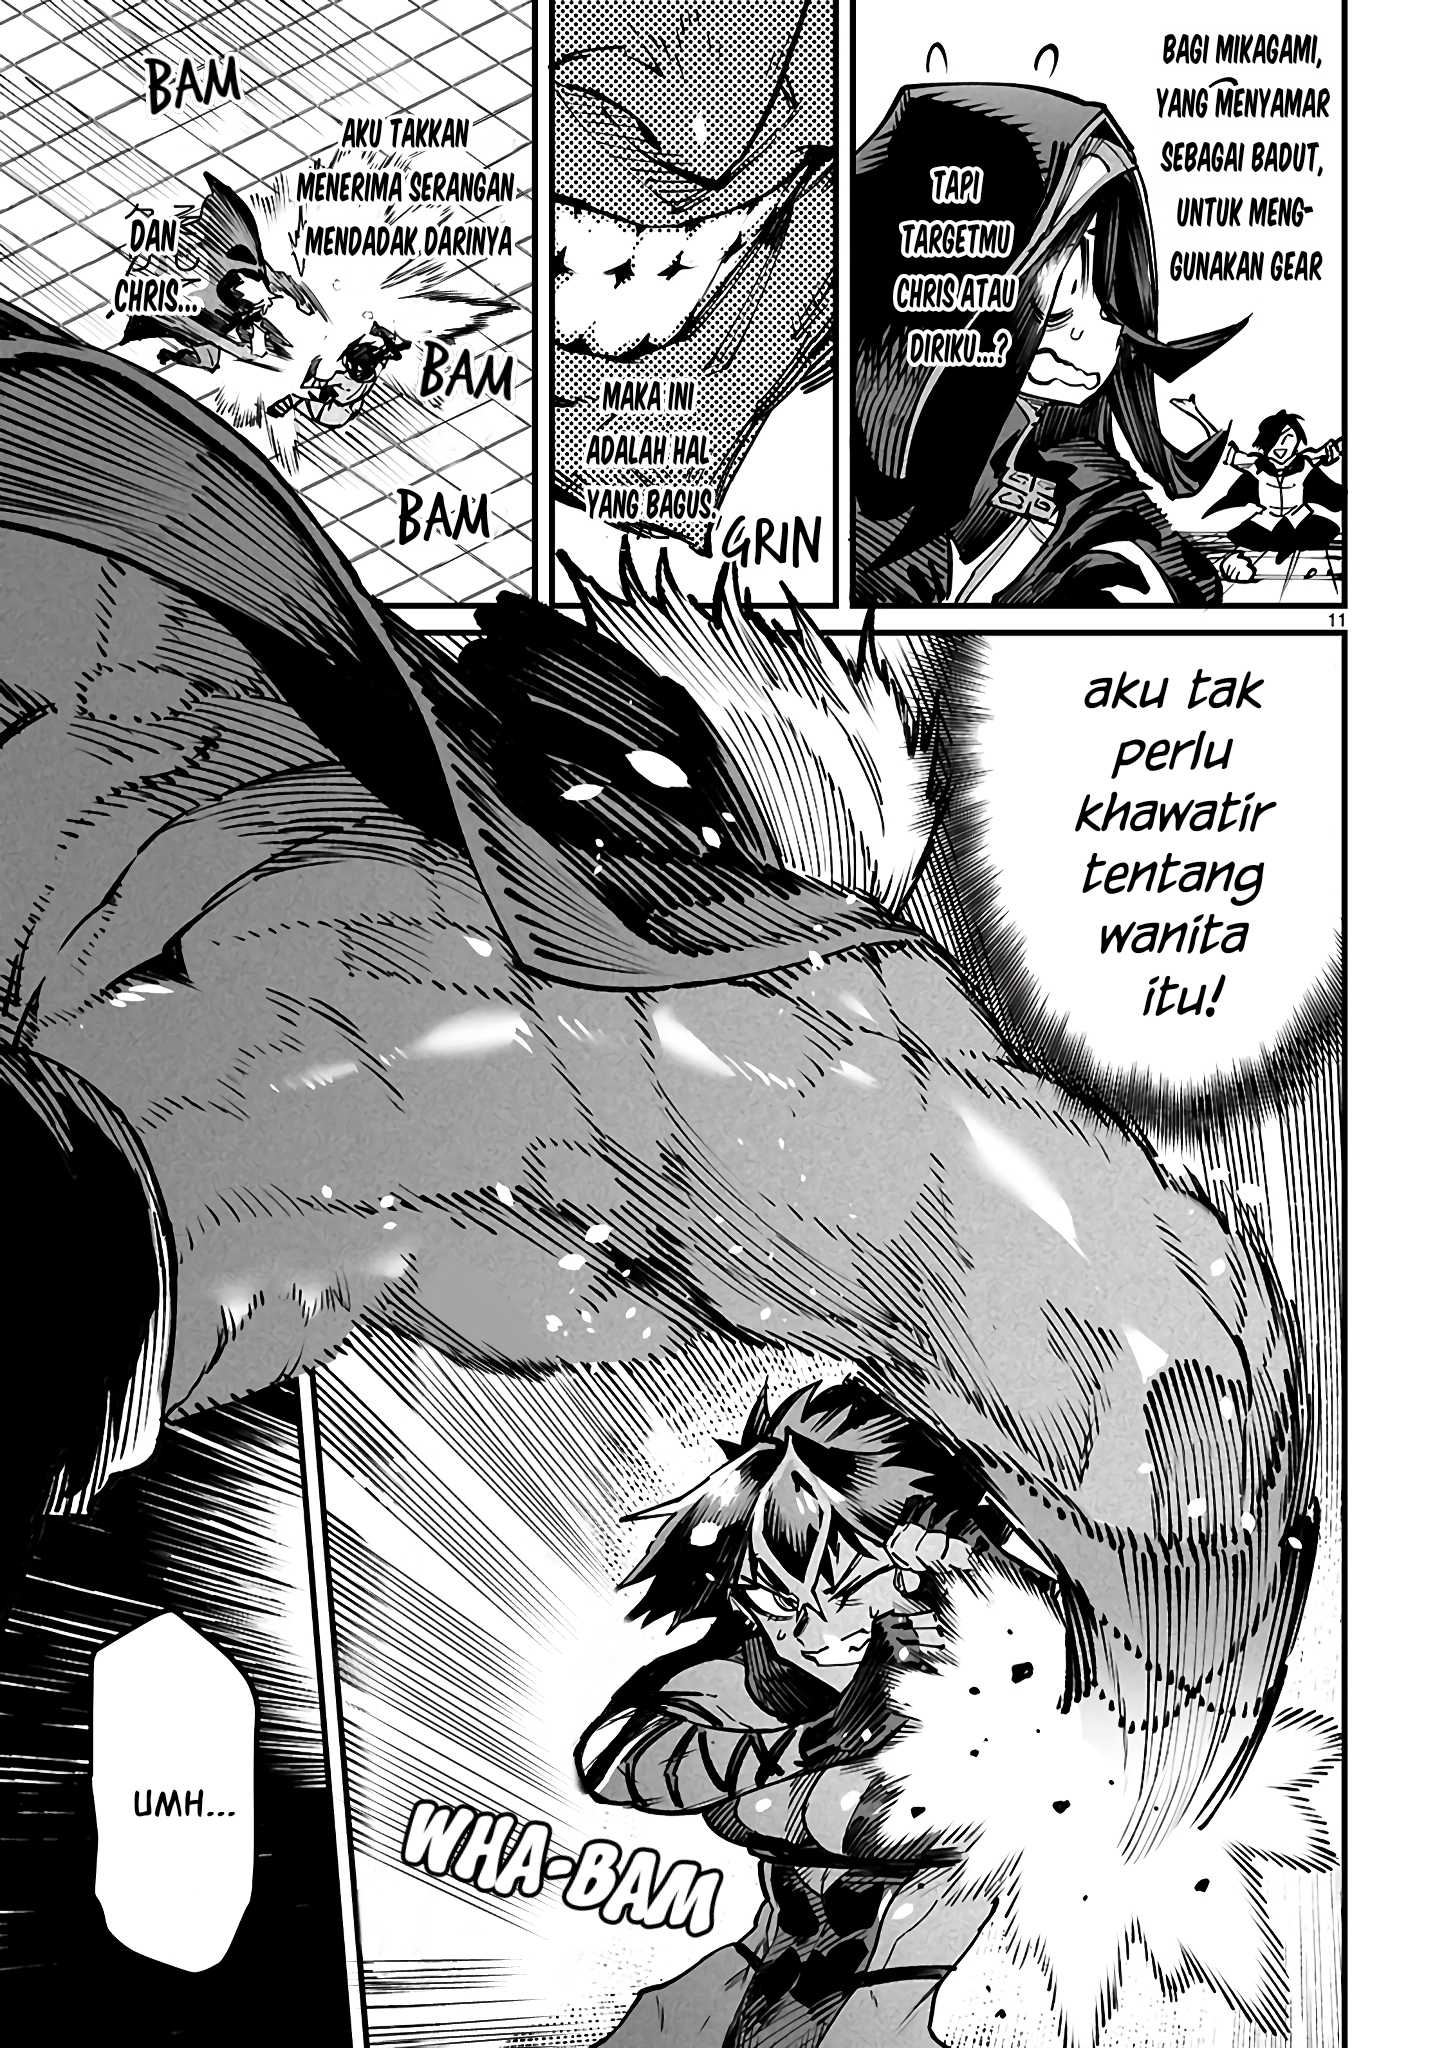 BAGI MIKAGAMI,
YANG MENYAMAR
SEBAGAI BADUT,
UNTUK MENG-
GUNAKAN GEAR
TAPI
TARGETMU
CHRIS ATAU
DIRIKU...?
MAKA INI
ADALAH HAL
YANG BAGUS.
GRIN
AKU TAKKAN
MENERIMA SERANGAN
MENDADAK DARINYA
DAN
CHRIS...
BAM
BAM
BAM
11
aku tak
perlu
khawatir
tentang
wanita
itu!
WHA-BAM
UMH...